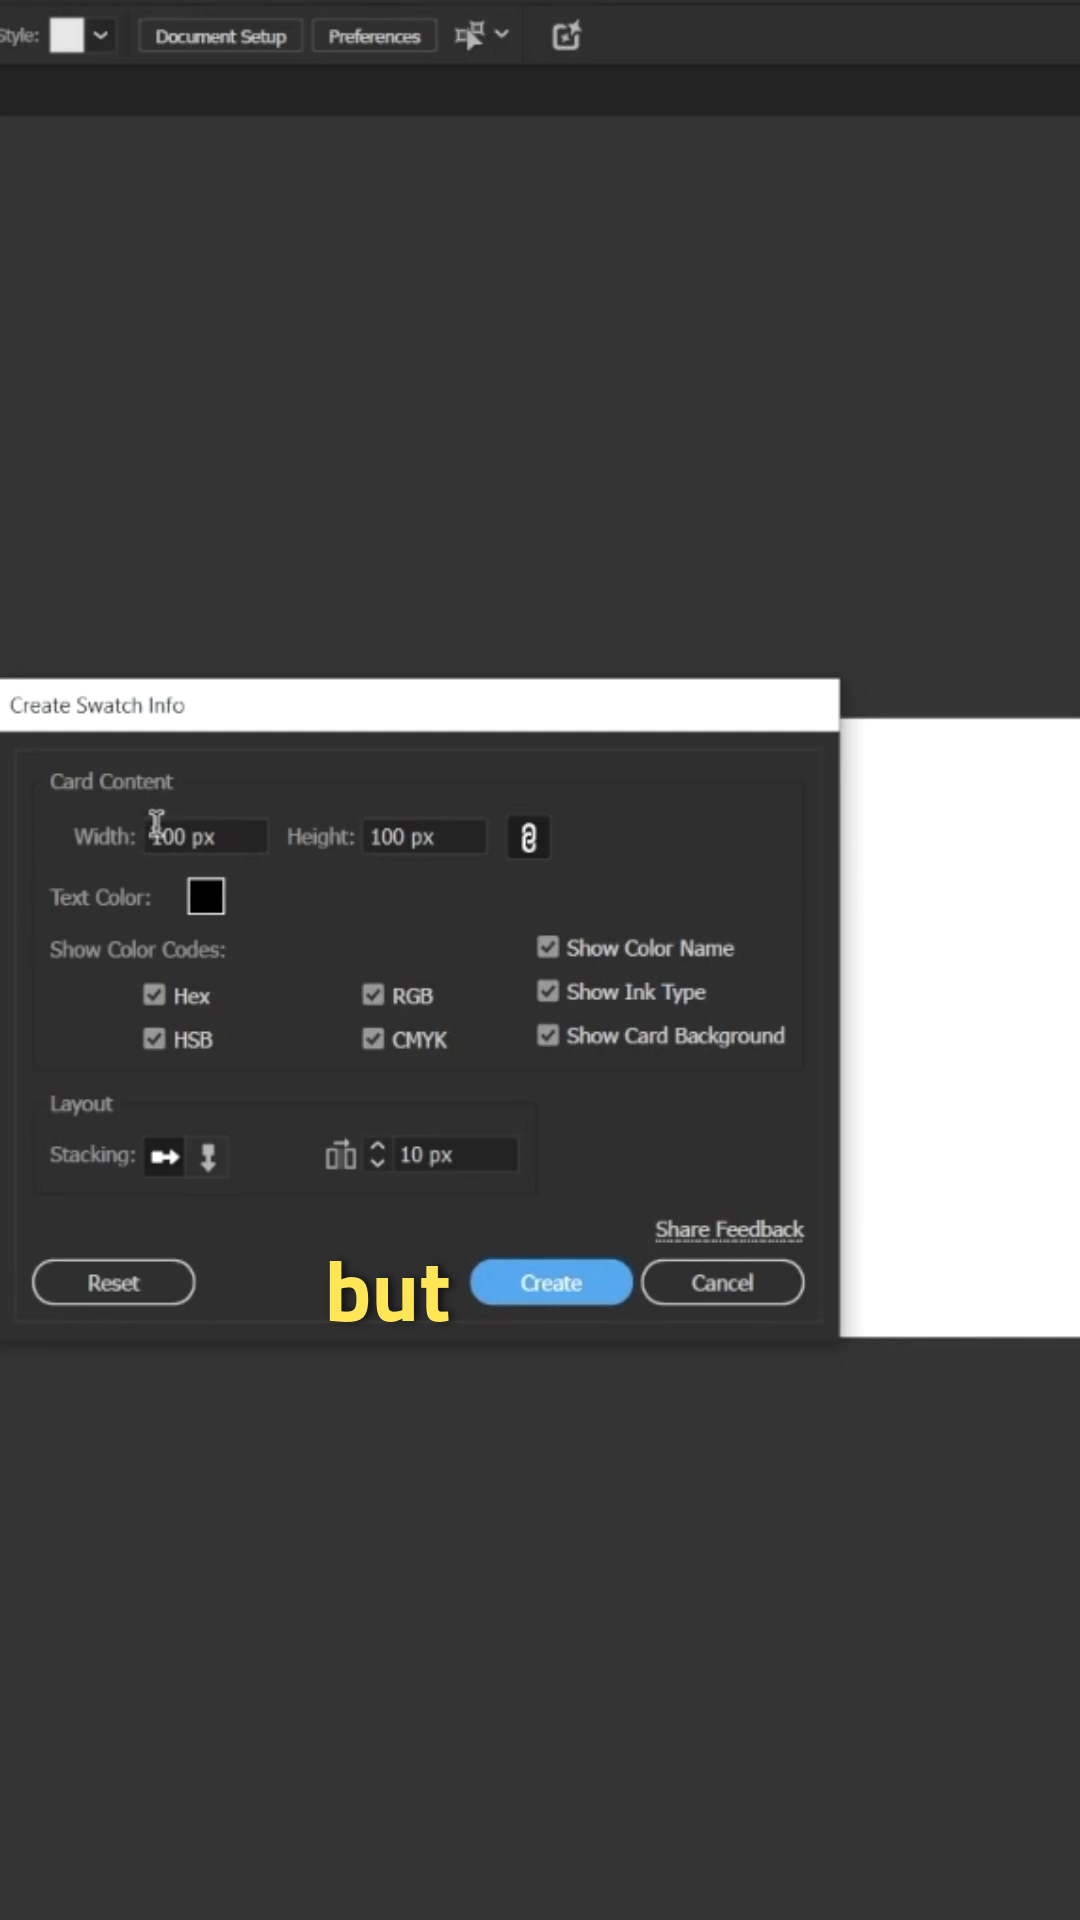 Style:
Document Setup
Preferences
Create Swatch Info
Card Content
Width: 100 px
Height: 100 px
Text Color:
Show Color Codes:
Show Color Name
Hex
RGB
Show Ink Type
HSB
CMYK
Show Card Background
Layout
Stacking:
10 px
Share Feedback
Reset
but
Create
Cancel